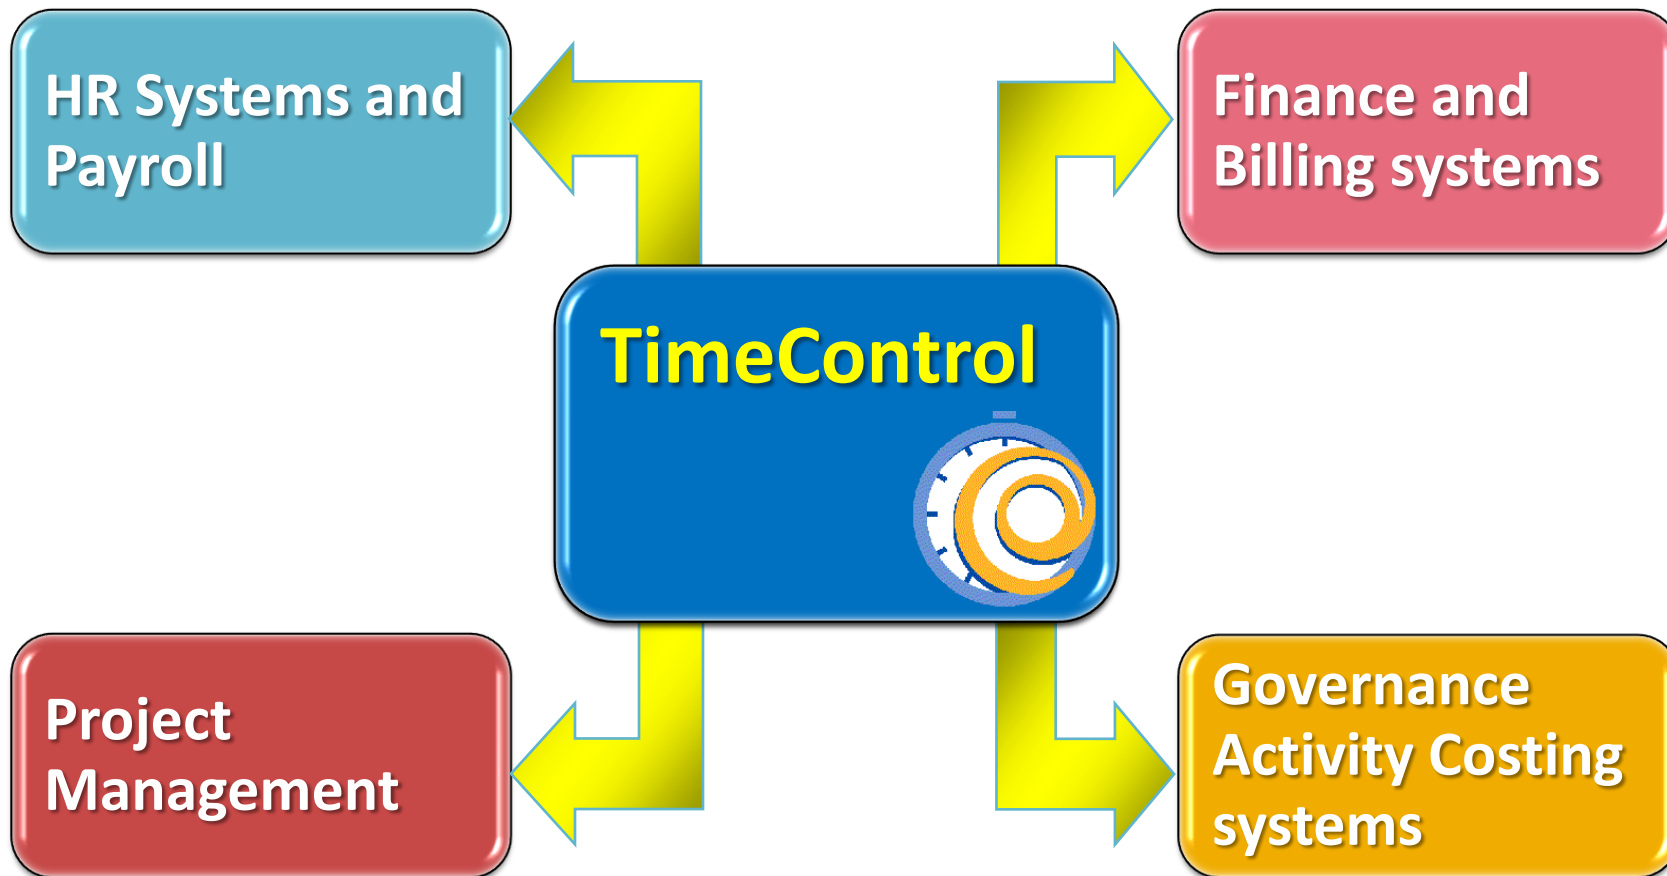 HR Systems and
Payroll
Finance and
Billing systems
TimeControl
Project
Management
Governance
Activity Costing
systems